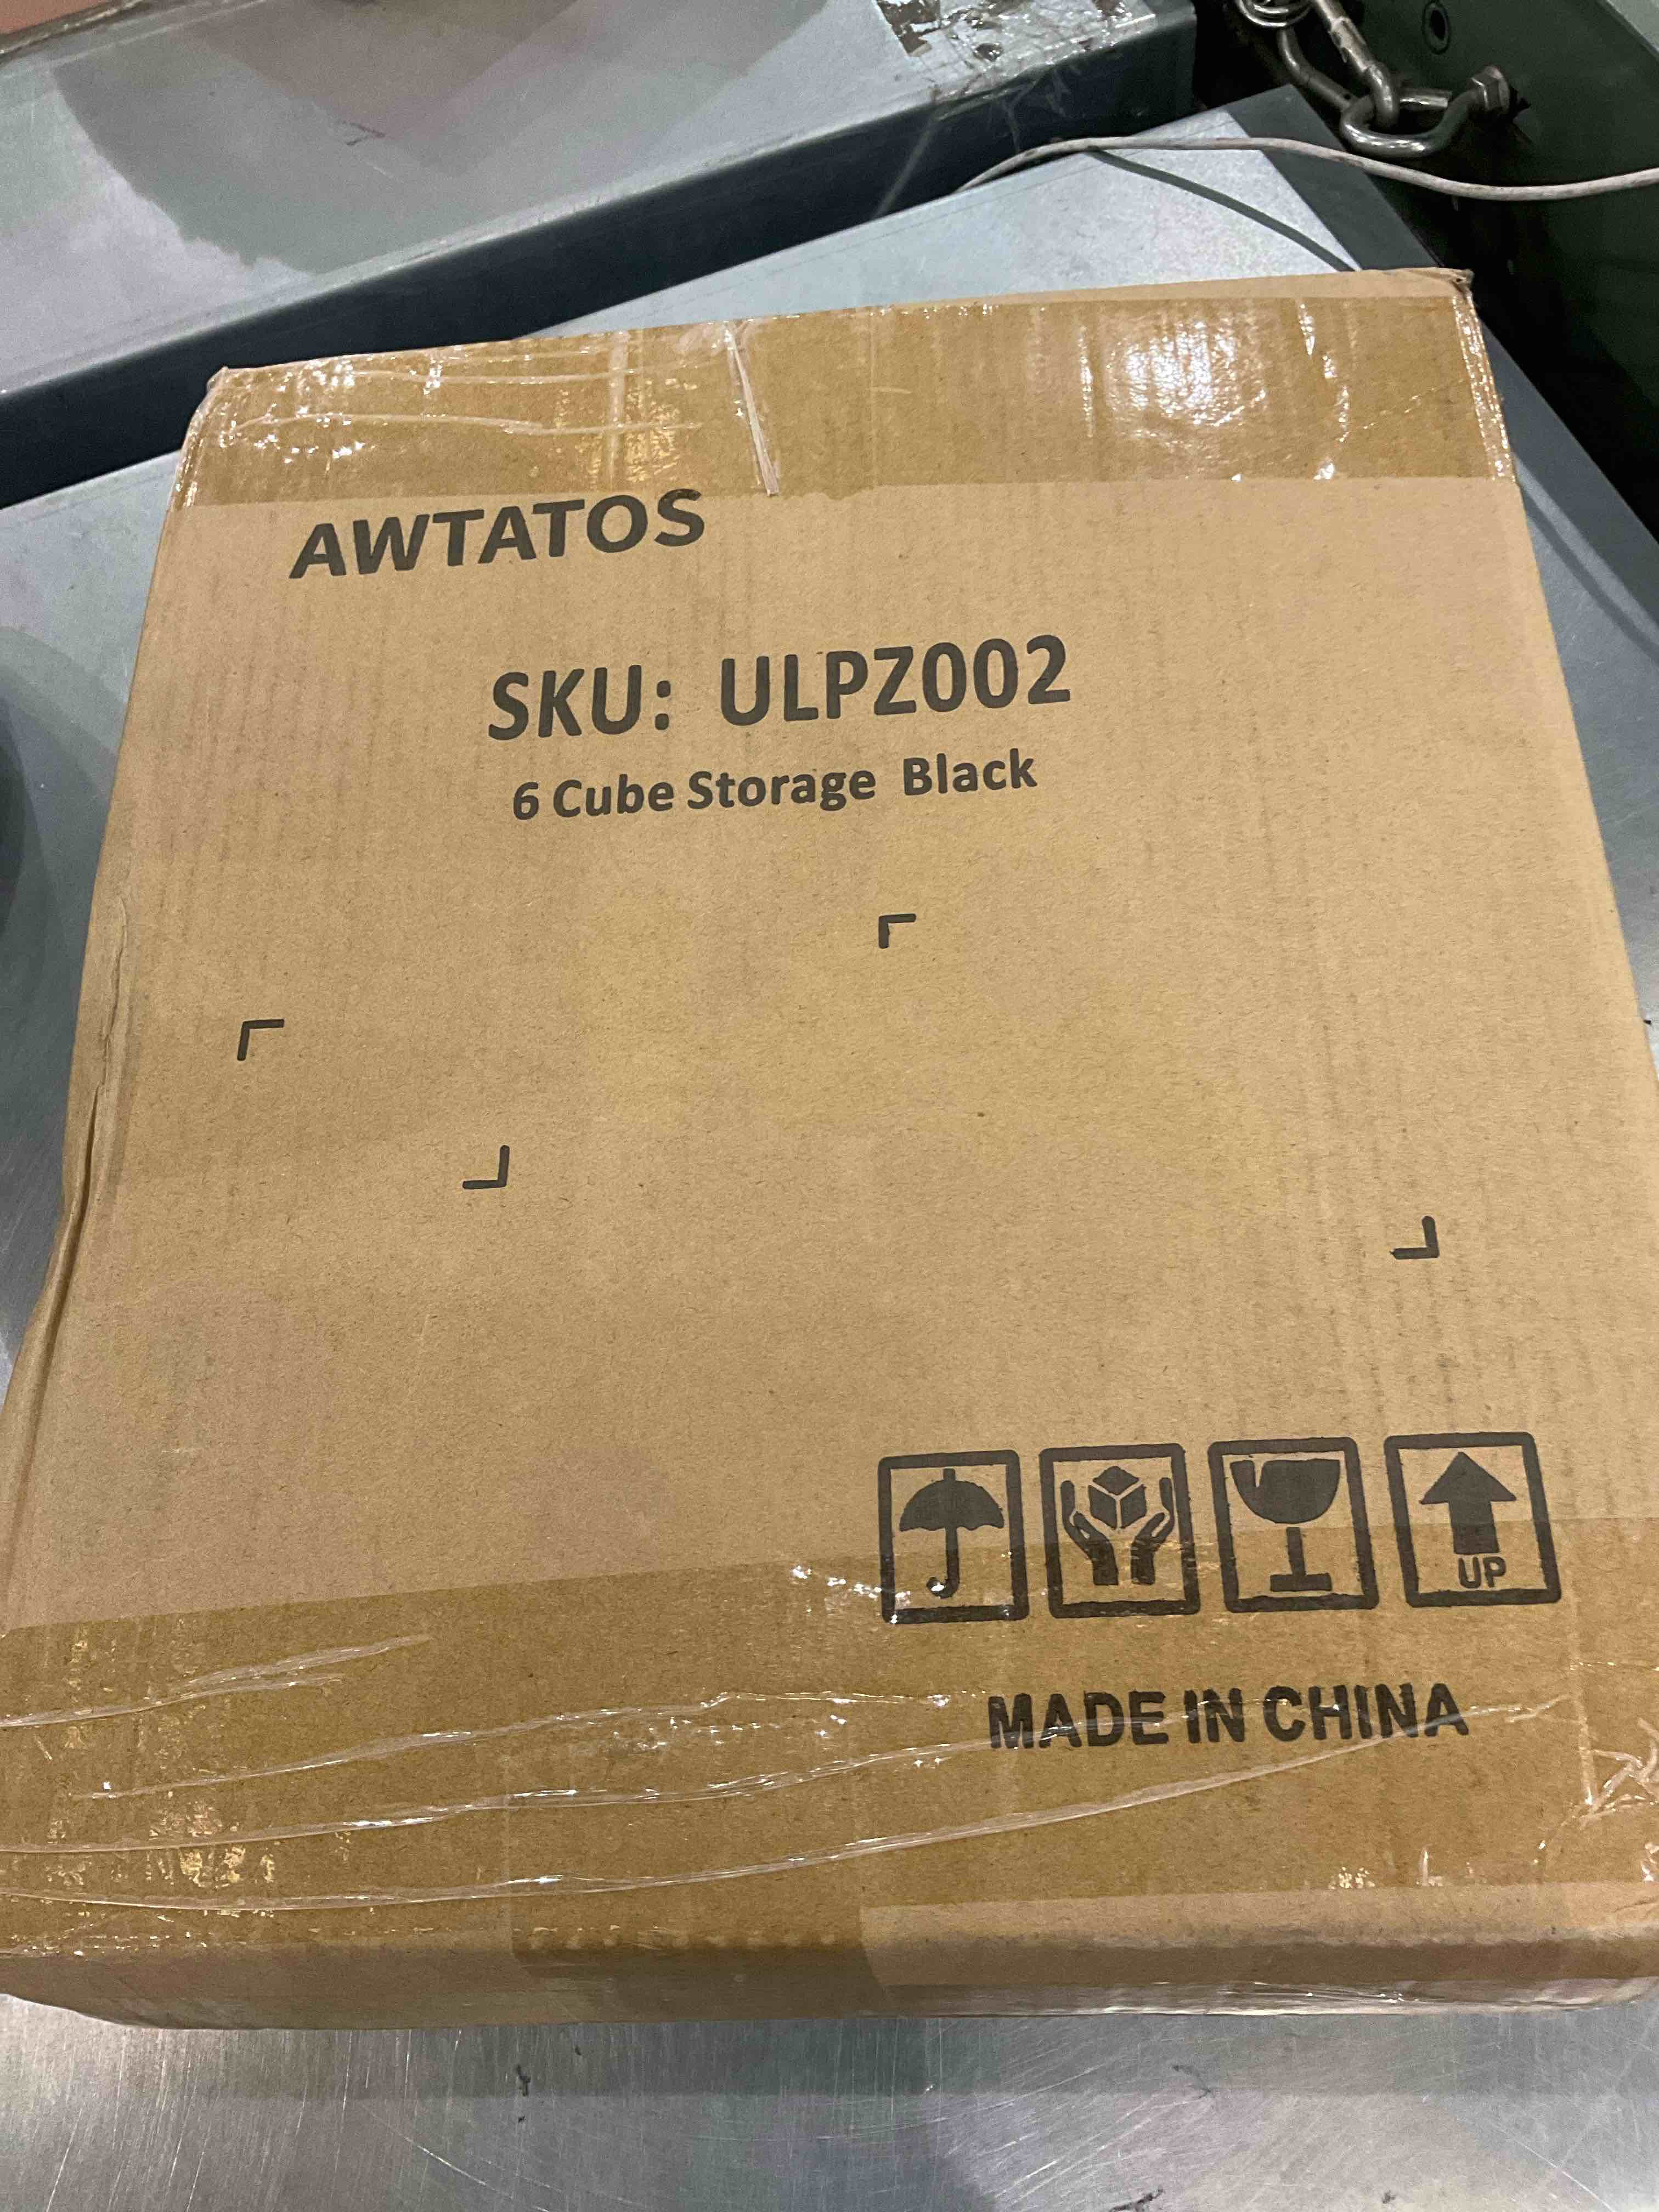 AWTATOS
SKU: ULPZ002
6 Cube Storage Black
UP
MADE IN CHINA